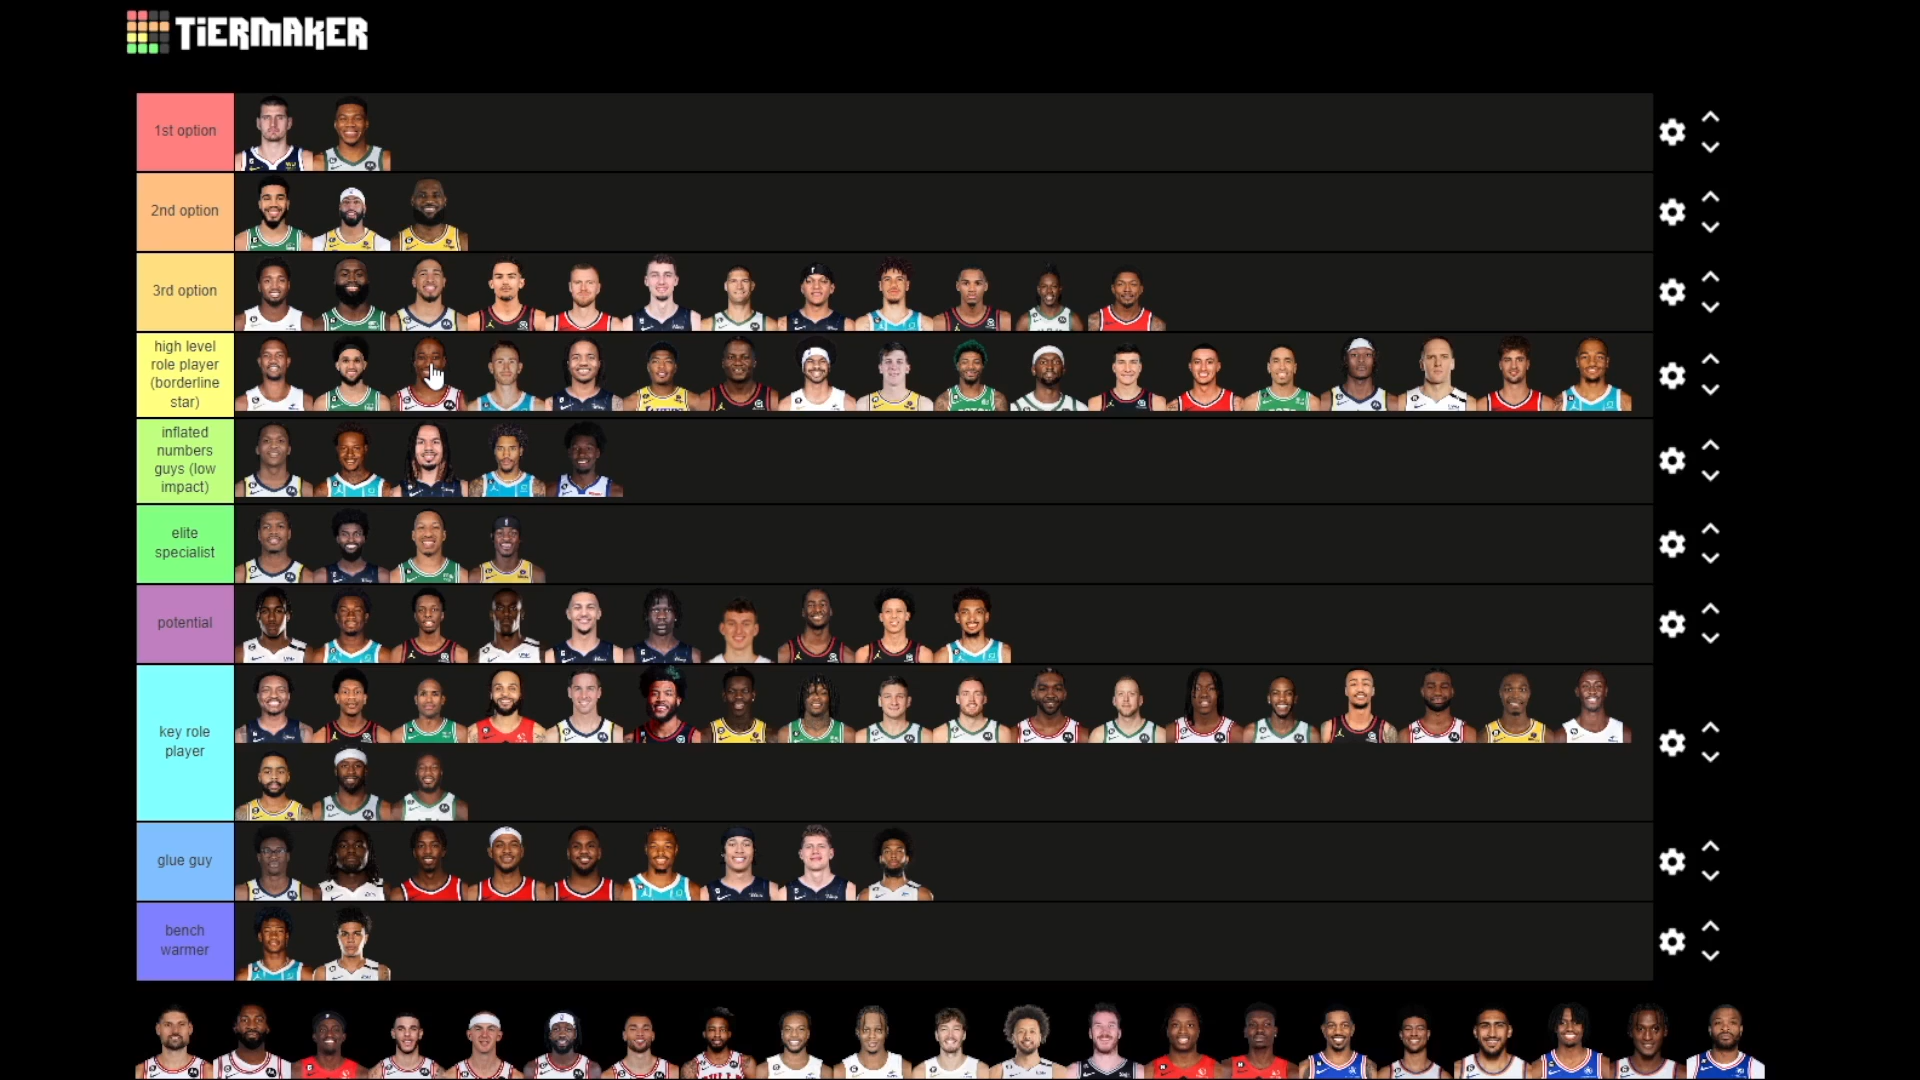 TiERMAKER
1st option
2nd option
3rd option
high level
role player
(borderline
star)
inflated
numbers
guys (low
impact)
elite
specialist
potential
key role
player
glue guy
bench
warmer